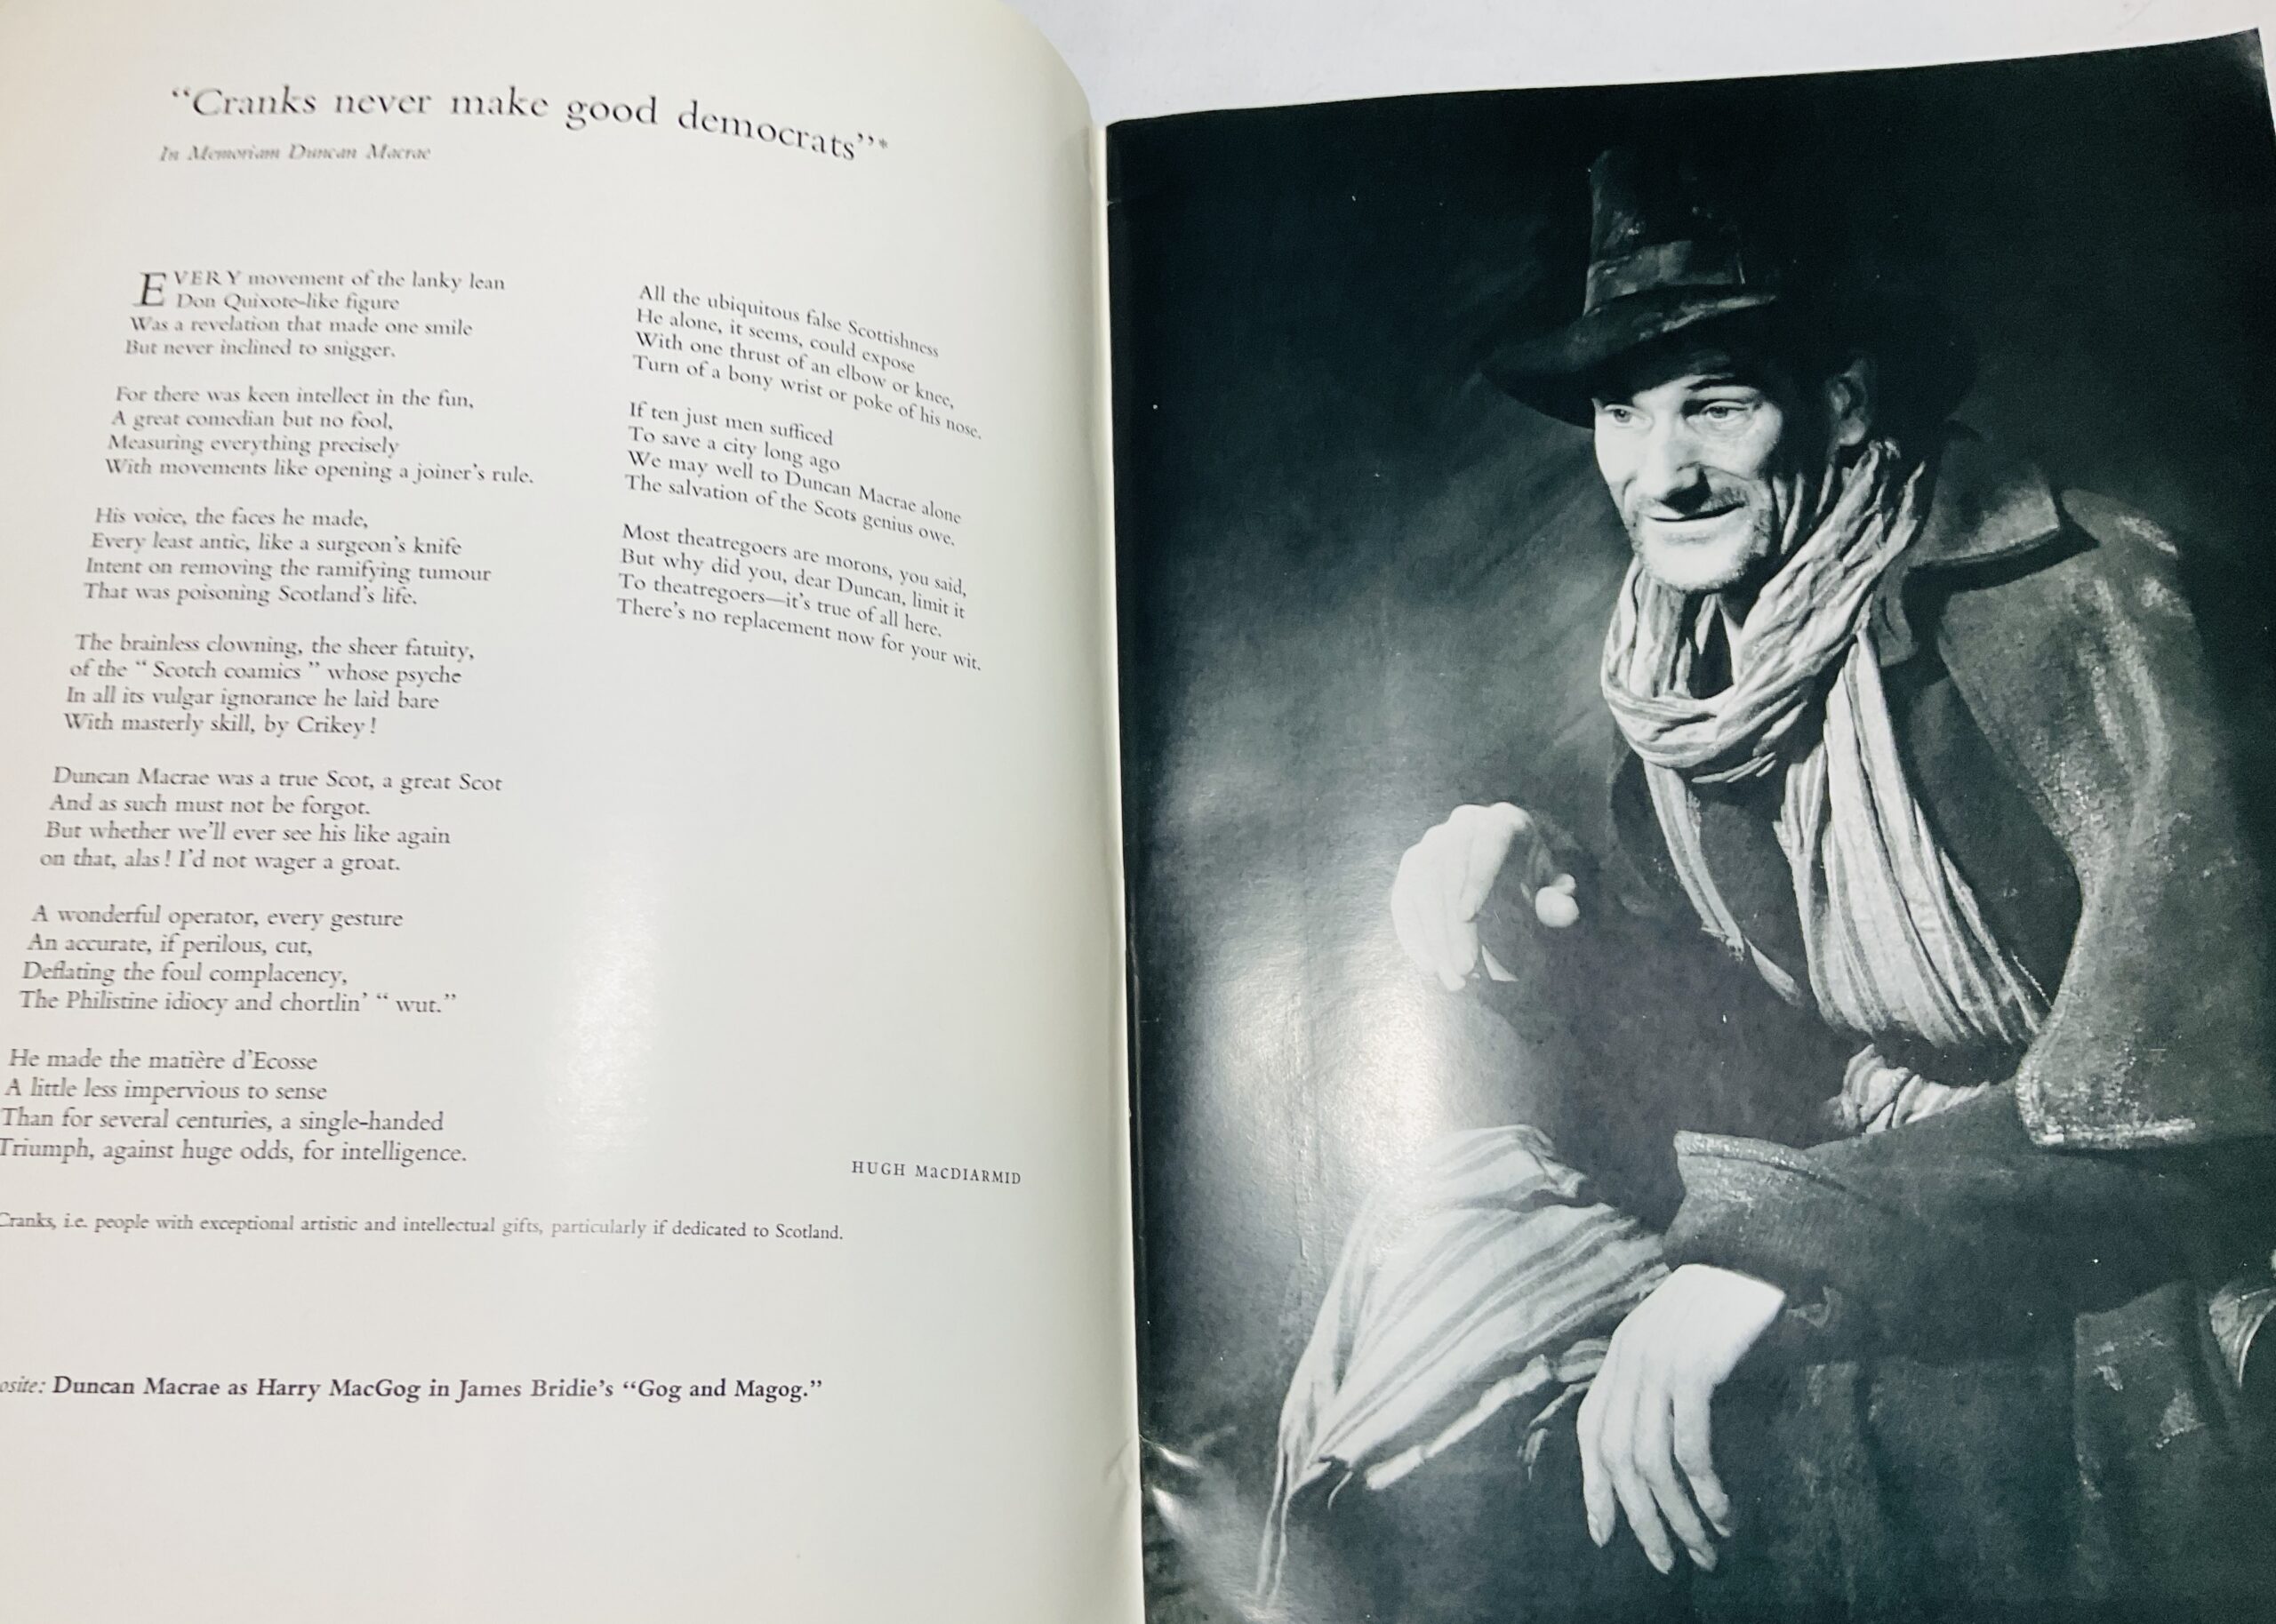 “Cranks never make good democrats”*
In Memoriam Duncan Macrae
EVERY movement of the lanky lean
Don Quixote-like figure
Was a revelation that made one smile
But never inclined to snigger.
For there was keen intellect in the fun,
A great comedian but no fool,
Measuring everything precisely
With movements like opening a joiner’s rule.
His voice, the faces he made,
Every least antic, like a surgeon’s knife
Intent on removing the ramifying tumour
That was poisoning Scotland’s life.
The brainless clowning, the sheer fatuity,
of the “ Scotch coamics ” whose psyche
In all its vulgar ignorance he laid bare
With masterly skill, by Crikey !
Duncan Macrae was a true Scot, a great Scot
And as such must not be forgot.
But whether we’ll ever see his like again
on that, alas ! I’d not wager a groat.
A wonderful operator, every gesture
An accurate, if perilous, cut,
Deflating the foul complacency,
The Philistine idiocy and chortlin’ “ wut.”
He made the matière d’Ecosse
A little less impervious to sense
Than for several centuries, a single-handed
Triumph, against huge odds, for intelligence.
All the ubiquitous false Scottishness
He alone, it seems, could expose
With one thrust of an elbow or knee,
Turn of a bony wrist or poke of his nose.
If ten just men sufficed
To save a city long ago
We may well to Duncan Macrae alone
The salvation of the Scots genius owe.
Most theatregoers are morons, you said,
But why did you, dear Duncan, limit it
To theatregoers—it’s true of all here.
There’s no replacement now for your wit.
HUGH MACDIARMID
Cranks, i.e. people with exceptional artistic and intellectual gifts, particularly if dedicated to Scotland.
osite: Duncan Macrae as Harry MacGog in James Bridie’s “Gog and Magog.”